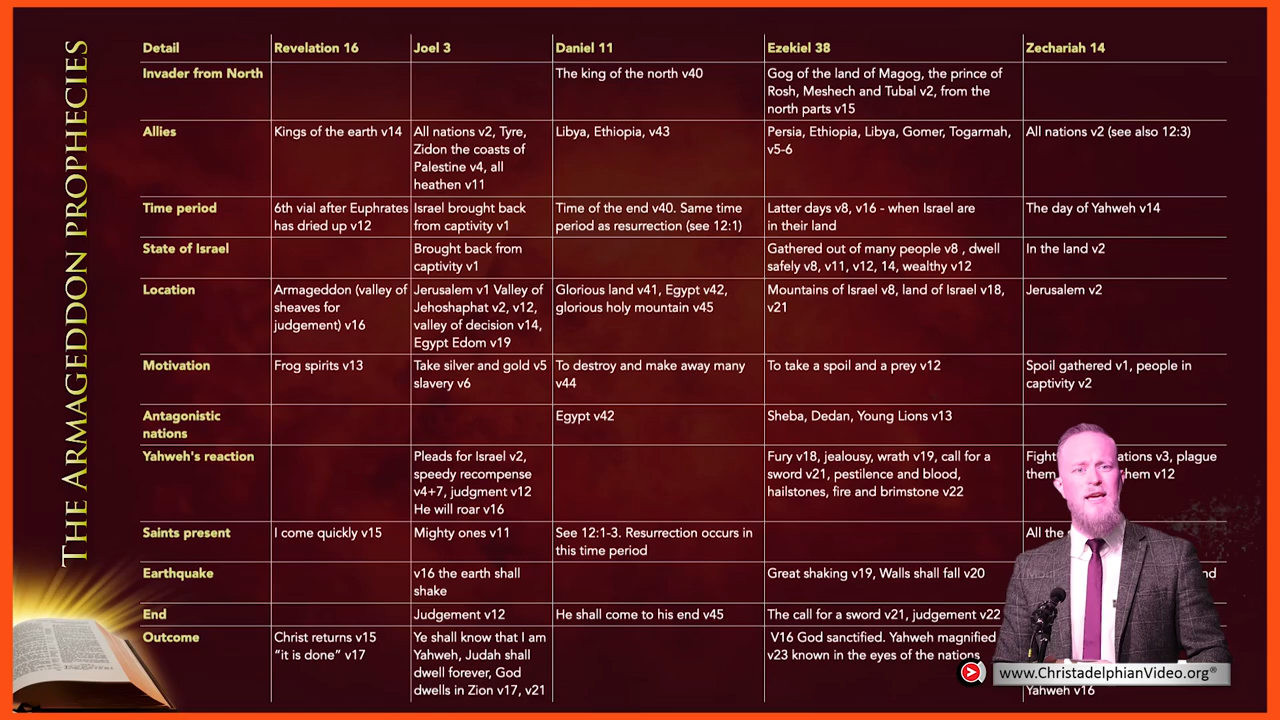 THE ARMAGEDDON PROPHECIES
Detail
Revelation 16
Joel 3
Daniel 11
Ezekiel 38
Zechariah 14
Invader from North
The king of the north v40
Gog of the land of Magog, the prince of
Rosh, Meshech and Tubal v2, from the
north parts v15
Allies
Kings of the earth v14
All nations v2, Tyre,
Zidon the coasts of
Palestine v4, all
heathen v11
Libya, Ethiopia, v43
Persia, Ethiopia, Libya, Gomer, Togarmah,
v5-6
All nations v2 (see also 12:3)
Time period
6th vial after Euphrates
has dried up v12
Israel brought back
from captivity v1
Time of the end v40. Same time
period as resurrection (see 12:1)
Latter days v8, v16 - when Israel are
in their land
The day of Yahweh v14
State of Israel
Brought back from
captivity v1
Gathered out of many people v8 , dwell
safely v8, v11, v12, 14, wealthy v12
In the land v2
Location
Armageddon (valley of
sheaves for
judgement) v16
Jerusalem v1 Valley of
Jehoshaphat v2, v12,
valley of decision v14,
Egypt Edom v19
Glorious land v41, Egypt v42,
glorious holy mountain v45
Mountains of Israel v8, land of Israel v18,
v21
Jerusalem v2
Motivation
Frog spirits v13
Take silver and gold v5
slavery v6
To destroy and make away many
v44
To take a spoil and a prey v12
Spoil gathered v1, people in
captivity v2
Antagonistic
nations
Egypt v42
Sheba, Dedan, Young Lions v13
Yahweh's reaction
Pleads for Israel v2,
speedy recompense
v4+7, judgment v12
He will roar v16
Fury v18, jealousy, wrath v19, call for a
sword v21, pestilence and blood,
hailstones, fire and brimstone v22
Fight v3, plague
them v12
Saints present
I come quickly v15
Mighty ones v11
See 12:1-3. Resurrection occurs in
this time period
All the
Earthquake
v16 the earth shall
shake
Great shaking v19, Walls shall fall v20
End
Judgement v12
He shall come to his end v45
The call for a sword v21, judgement v22
Outcome
Christ returns v15
“it is done” v17
Ye shall know that I am
Yahweh, Judah shall
dwell forever, God
dwells in Zion v17, v21
V16 God sanctified. Yahweh magnified
v23 known in the eyes of the nations
Yahweh v16
www.ChristadelphianVideo.org®